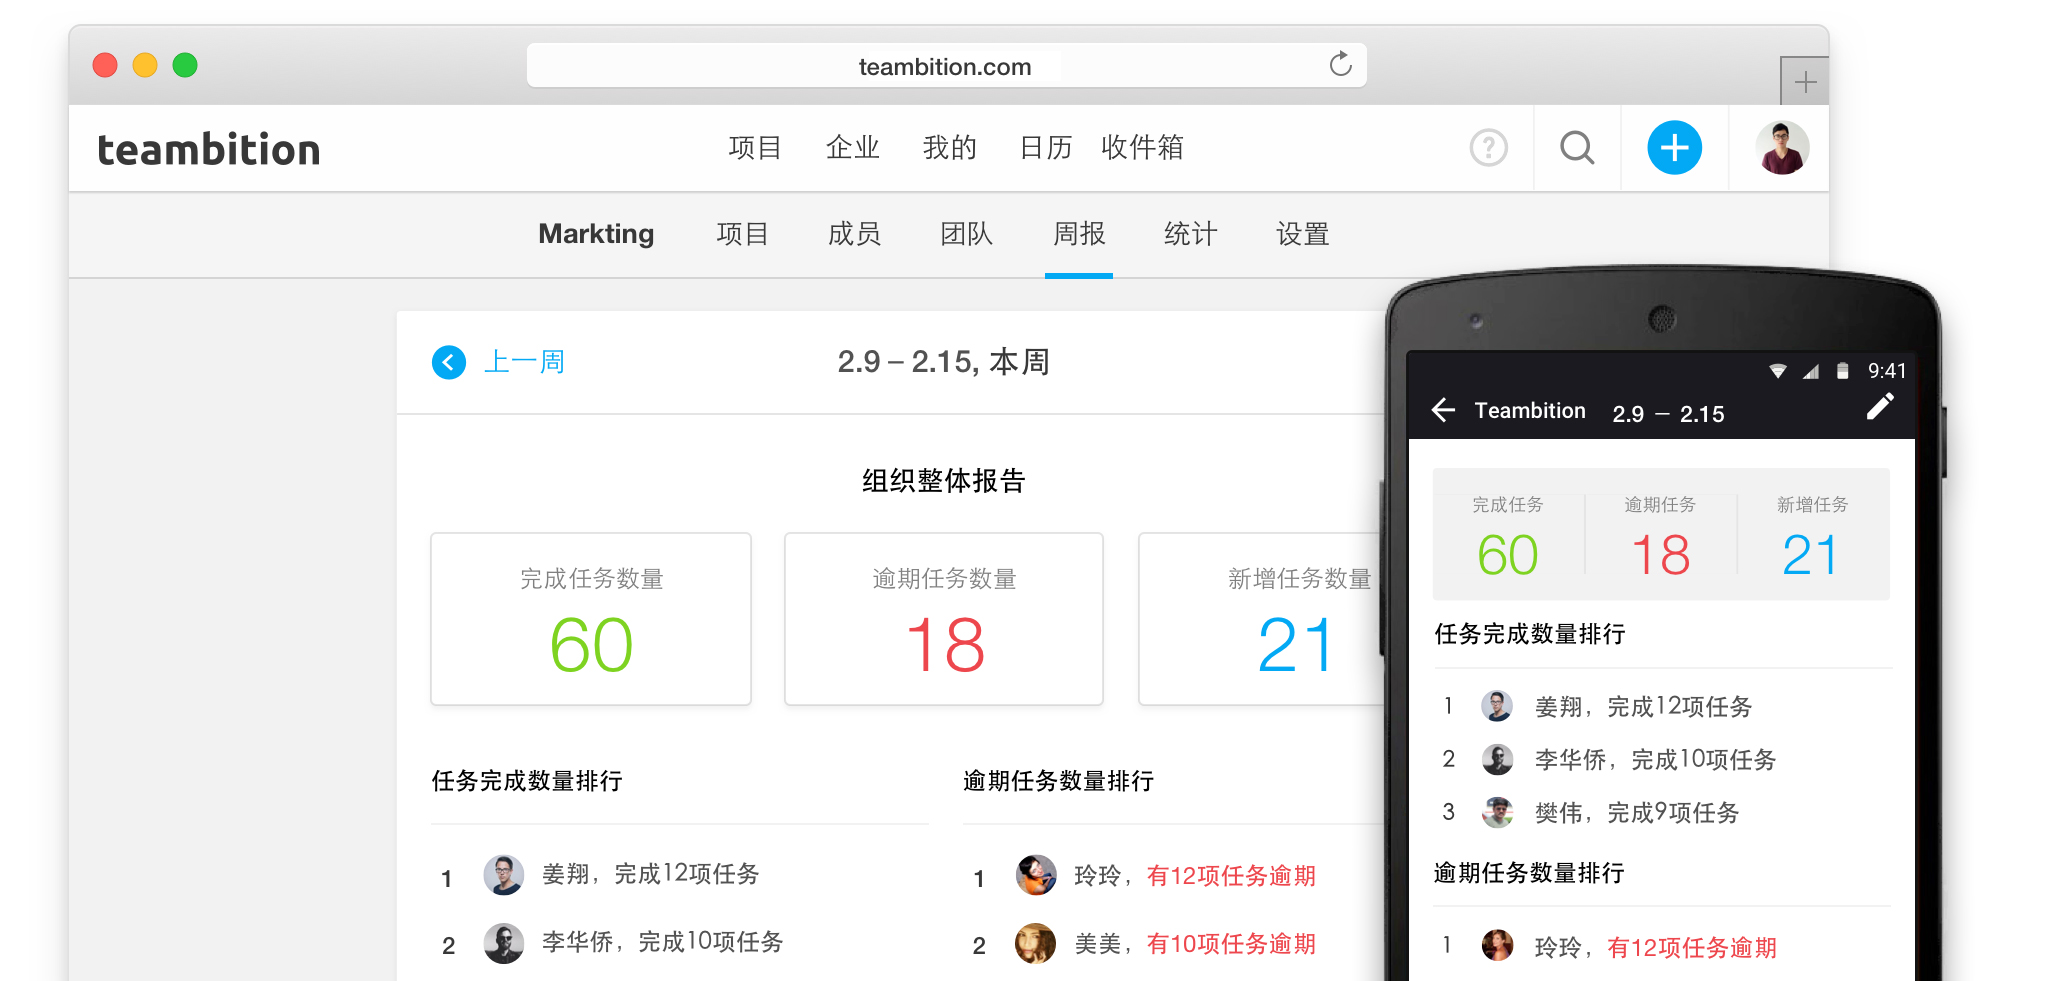 teambition.com
teambition 项目 企业 我的 日历 收件箱
Markting 项目 成员 团队 周报 统计 设置
上一周 2.9 – 2.15, 本周
组织整体报告
完成任务数量 逾期任务数量 新增任务数量
60 18 21
任务完成数量排行 逾期任务数量排行
1 姜翔，完成12项任务 1 玲玲，有12项任务逾期
2 李华侨，完成10项任务 2 美美，有10项任务逾期
9:41
Teambition 2.9 – 2.15
完成任务 逾期任务 新增任务
60 18 21
任务完成数量排行
1 姜翔，完成12项任务
2 李华侨，完成10项任务
3 樊伟，完成9项任务
逾期任务数量排行
1 玲玲，有12项任务逾期